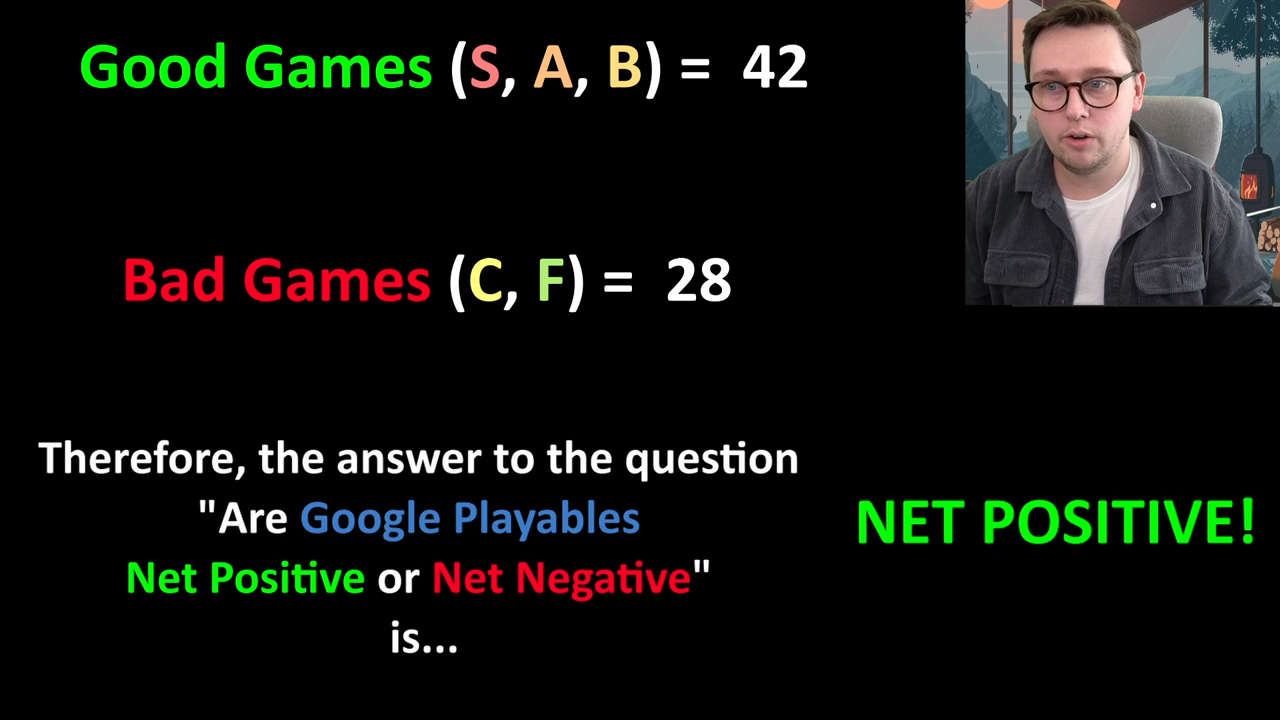 Good Games (S, A, B) = 42
Bad Games (C, F) = 28
Therefore, the answer to the question
"Are Google Playables
Net Positive or Net Negative"
is...
NET POSITIVE!